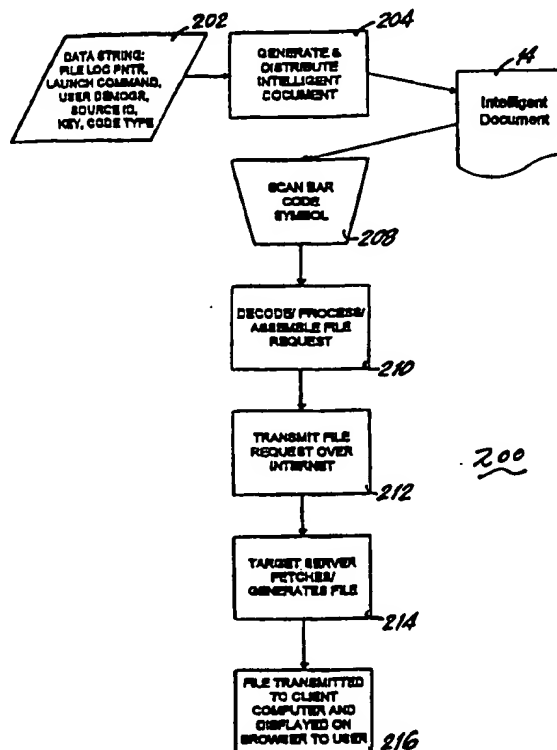 202
DATA STRING:
FILE LOC PNTR,
LAUNCH COMMAND,
USER DEMOGR,
SOURCE ID,
KEY, CODE TYPE
204
GENERATE &
DISTRIBUTE
INTELLIGENT
DOCUMENT
14
Intelligent
Document
SCAN BAR
CODE
SYMBOL
208
DECODE/ PROCESS/
ASSEMBLE FILE
REQUEST
210
TRANSMIT FILE
REQUEST OVER
INTERNET
212
200
TARGET SERVER
FETCHES/
GENERATES FILE
214
FILE TRANSMITTED
TO CLIENT
COMPUTER AND
DISPLAYED ON
BROWSER TO USER
216